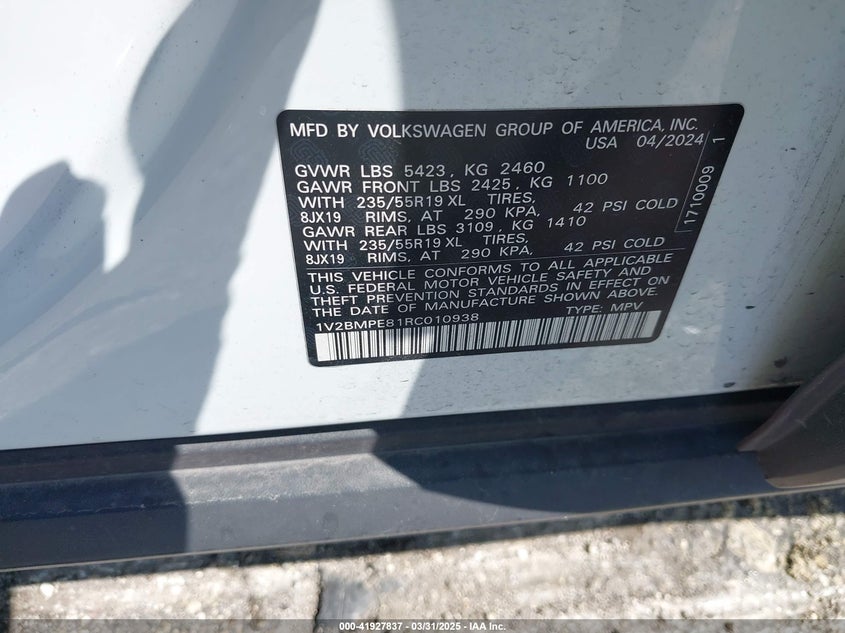 MFD BY VOLKSWAGEN GROUP OF AMERICA, INC.
USA 04/2024
GVWR LBS 5423, KG 2460
GAWR FRONT LBS 2425, KG 1100
WITH 235/55R19 XL TIRES,
8JX19 RIMS, AT 290 KPA, 42 PSI COLD
GAWR REAR LBS 3109, KG 1410
WITH 235/55R19 XL TIRES,
8JX19 RIMS, AT 290 KPA, 42 PSI COLD
THIS VEHICLE CONFORMS TO ALL APPLICABLE
U.S. FEDERAL MOTOR VEHICLE SAFETY AND
THEFT PREVENTION STANDARDS IN EFFECT ON
THE DATE OF MANUFACTURE SHOWN ABOVE.
1V2BMPE81RC010938 TYPE: MPV
1710009 1
000-41927837 - 03/31/2025 - IAA Inc.